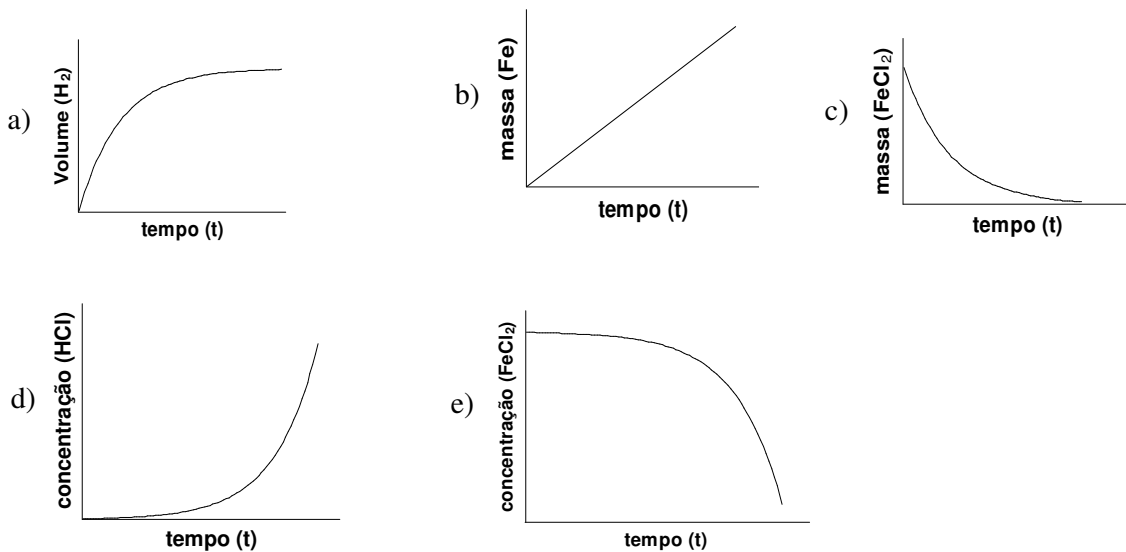 a)
Volume (H₂)
tempo (t)
b)
massa (Fe)
tempo (t)
c)
massa (FeCl₂)
tempo (t)
d)
concentração (HCl)
tempo (t)
e)
concentração (FeCl₂)
tempo (t)